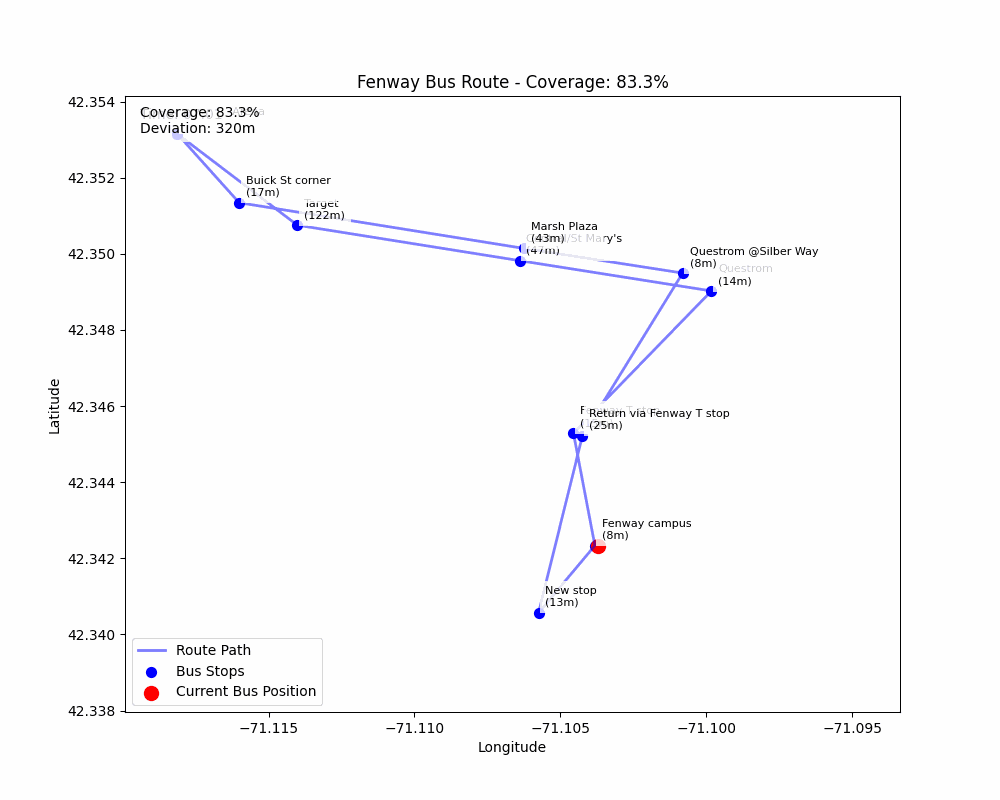 Fenway Bus Route - Coverage: 83.3%
Coverage: 83.3%
Deviation: 320m
Buick St corner
(17m)
Target
(122m)
Marsh Plaza
(43m)
St Mary's
(47m)
Questrom @Silber Way
(8m)
Questrom
(14m)
Return via Fenway T stop
(25m)
Fenway campus
(8m)
New stop
(13m)
42.354
42.352
42.350
42.348
42.346
42.344
42.342
42.340
42.338
Latitude
−71.115
−71.110
−71.105
−71.100
−71.095
Longitude
Route Path
Bus Stops
Current Bus Position